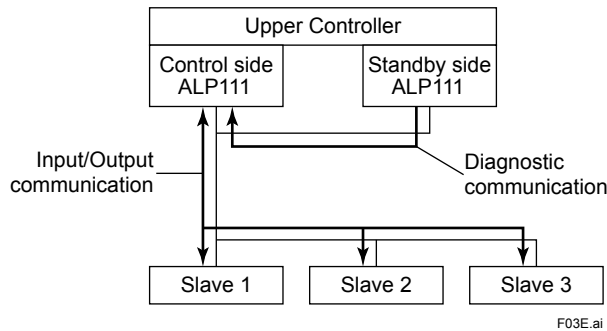 Upper Controller
Control side
ALP111
Standby side
ALP111
Input/Output
communication
Diagnostic
communication
Slave 1
Slave 2
Slave 3
F03E.ai